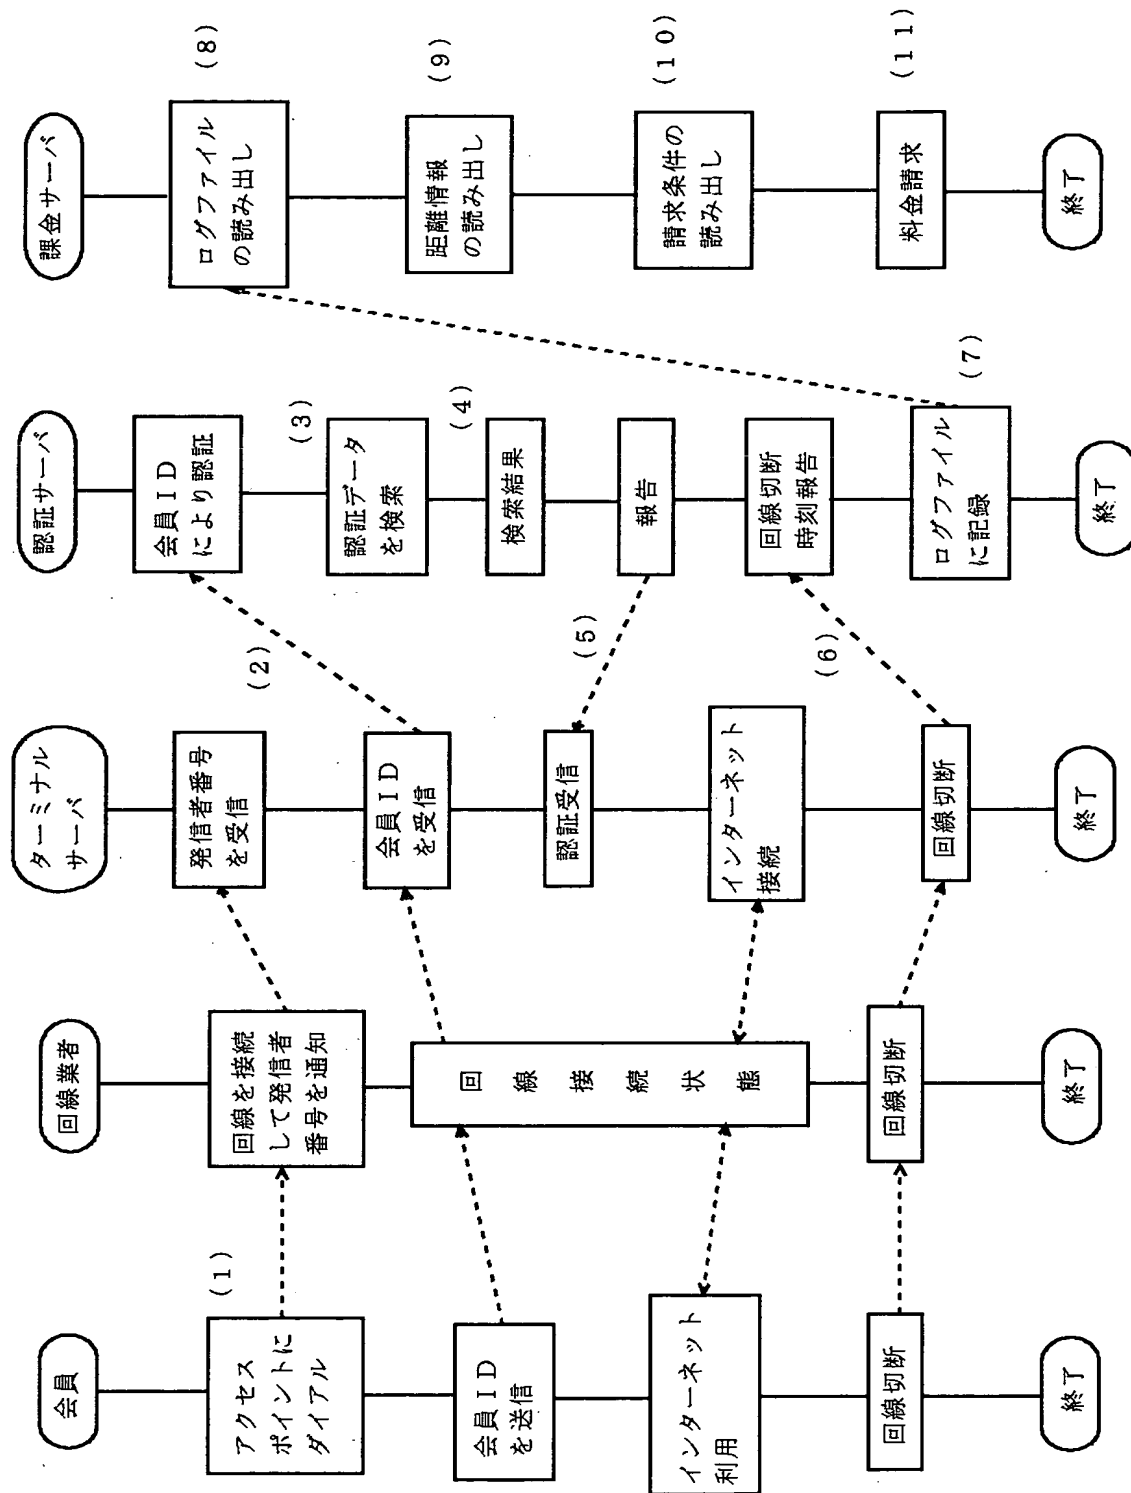 会員
アクセス
ポイントに
ダイアル
(1)
会員ID
を送信
インターネット
利用
回線切断
終了
回線業者
回線を接続
して発信者
番号を通知
回線接続状態
回線切断
終了
ターミナル
サーバ
発信者番号
を受信
(2)
会員ID
を受信
認証受信
(5)
インターネット
接続
(6)
回線切断
終了
認証サーバ
会員ID
により認証
(3)
認証データ
を検索
(4)
検索結果
報告
回線切断
時刻報告
(7)
ログファイル
に記録
終了
課金サーバ
(8)
ログファイル
の読み出し
(9)
距離情報
の読み出し
(10)
請求条件の
読み出し
(11)
料金請求
終了